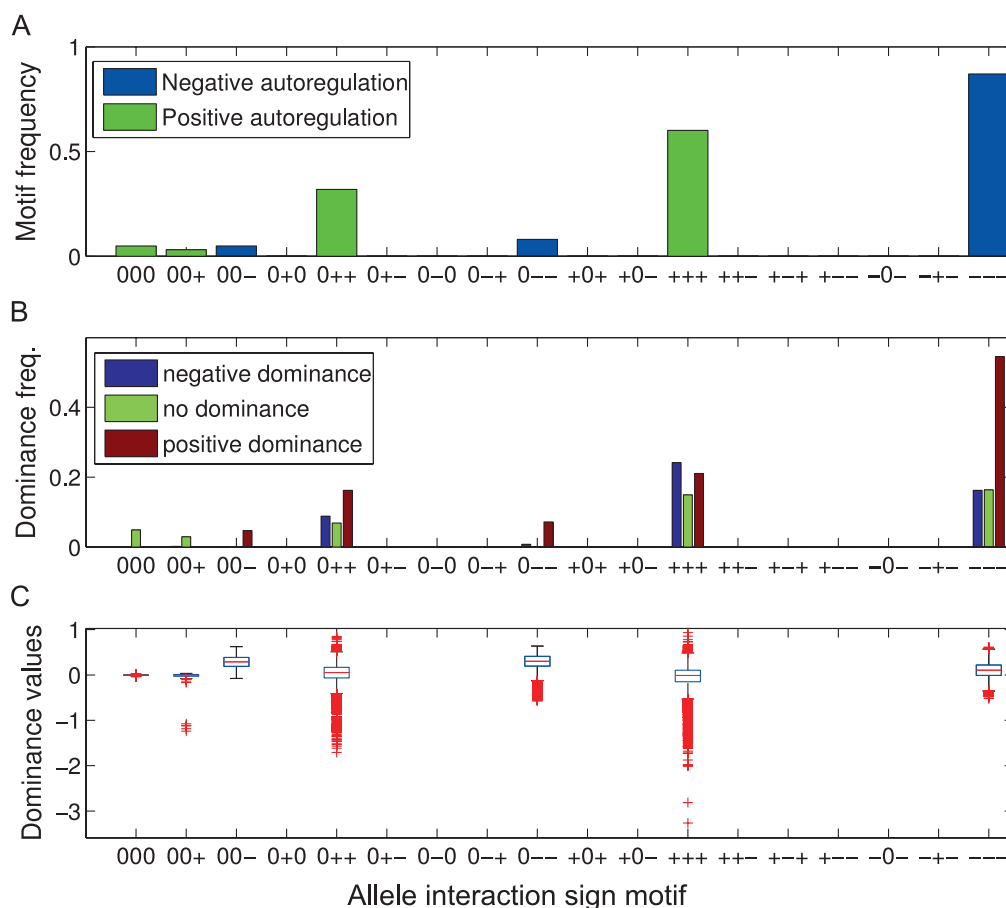 A
Motif frequency
1
0.5
0
Negative autoregulation
Positive autoregulation
000 00+ 00− 0+0 0++ 0+− 0−0 0−+ 0−− +0+ +0− +++ ++− +−+ +−− −0− −+− −−−
B
Dominance freq.
0.4
0.2
0
negative dominance
no dominance
positive dominance
000 00+ 00− 0+0 0++ 0+− 0−0 0−+ 0−− +0+ +0− +++ ++− +−+ +−− −0− −+− −−−
C
Dominance values
1
0
−1
−2
−3
000 00+ 00− 0+0 0++ 0+− 0−0 0−+ 0−− +0+ +0− +++ ++− +−+ +−− −0− −+− −−−
Allele interaction sign motif